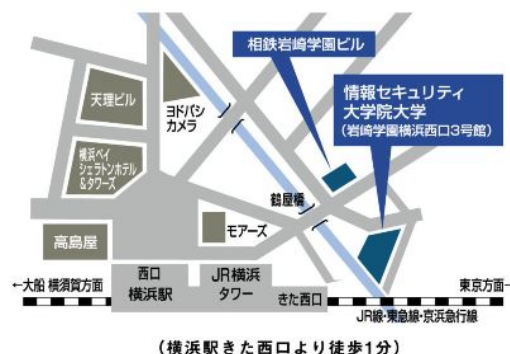 相鉄岩崎学園ビル
情報セキュリティ
大学院大学
(岩崎学園横浜西口3号館)
天理ビル
ヨドバシ
カメラ
横浜ベイ
シェラトンホテル
&タワーズ
鶴屋橋
モアーズ
高島屋
西口
横浜駅
JR横浜
タワー
きた西口
←大船 横須賀方面
東京方面→
JR線・東急線・京浜急行線
(横浜駅きた西口より徒歩1分)